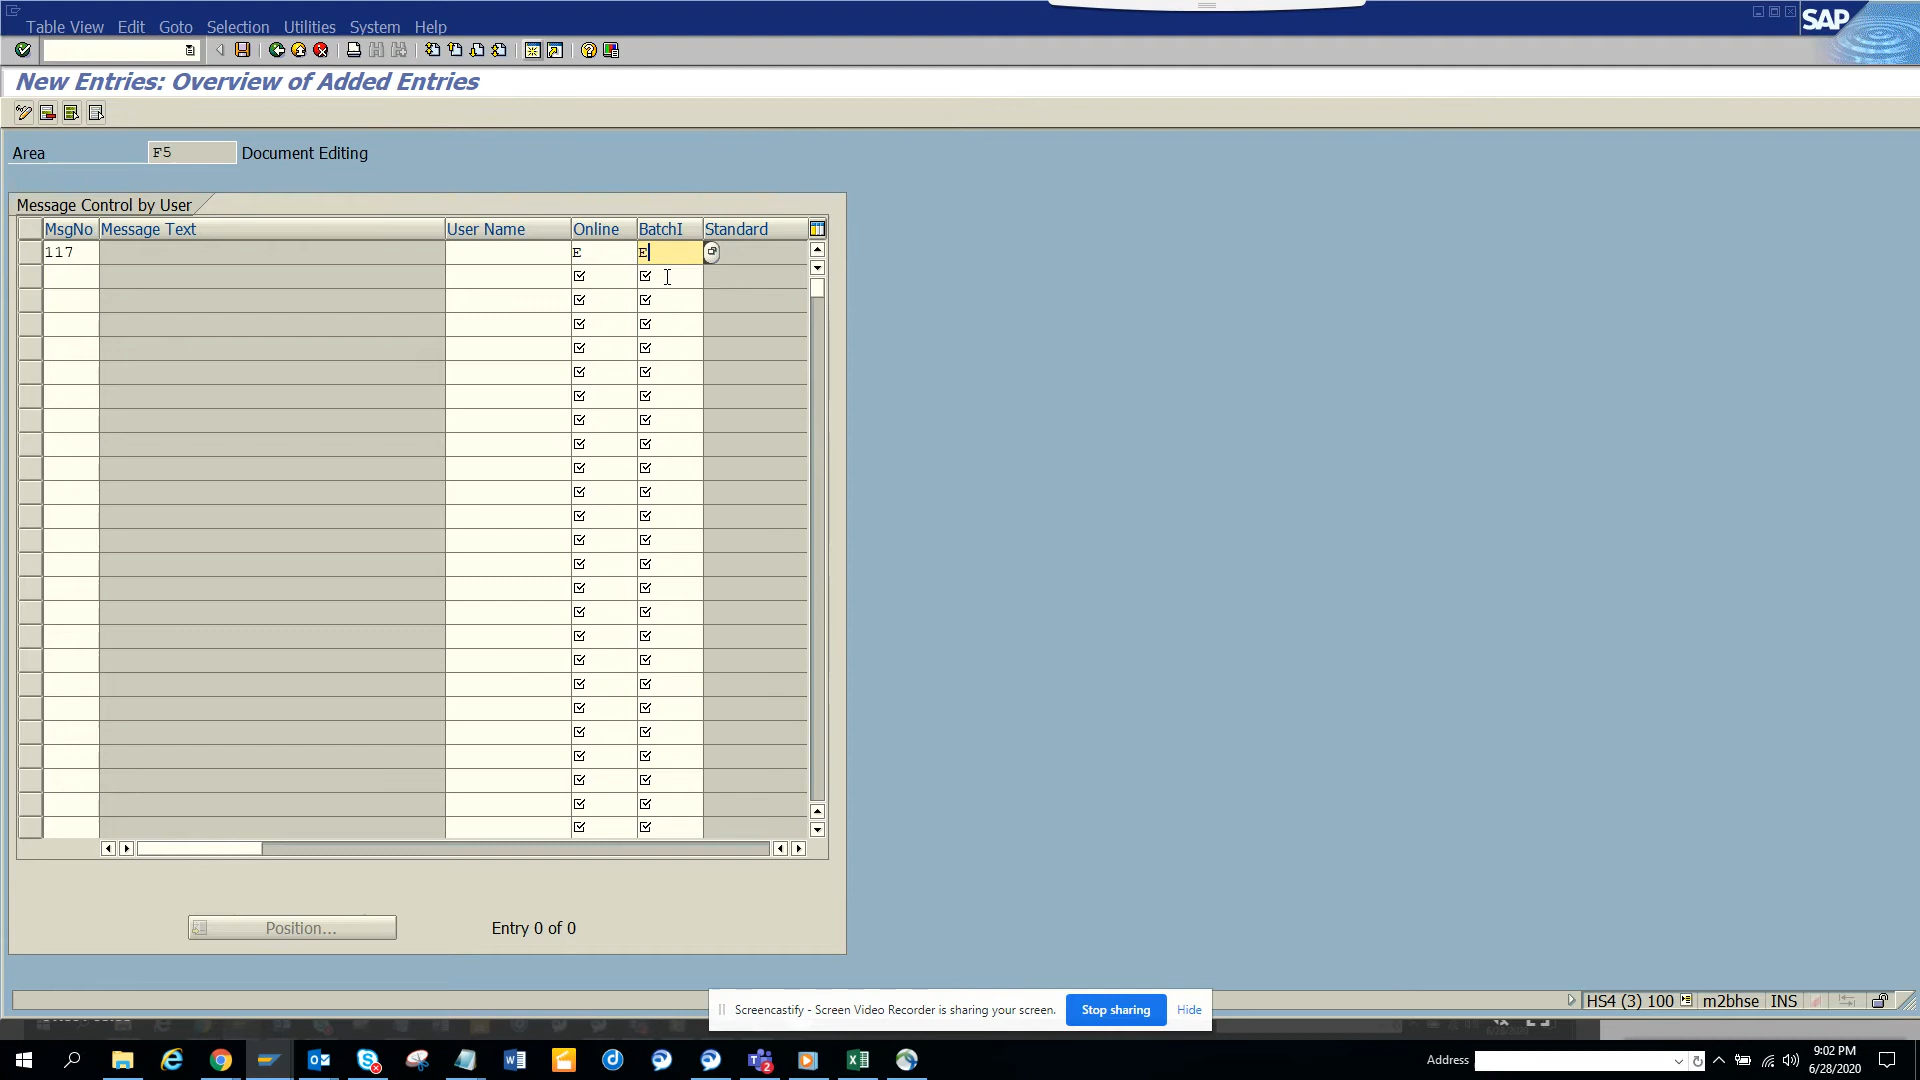 Table View Edit Goto Selection Utilities System Help
SAP
New Entries: Overview of Added Entries
Area F5 Document Editing
Message Control by User
MsgNo Message Text User Name Online BatchI Standard
117 E E
Position... Entry 0 of 0
HS4 (3) 100 m2bhse INS
Screencastify - Screen Video Recorder is sharing your screen. Stop sharing Hide
Address
9:02 PM
6/28/2020
2